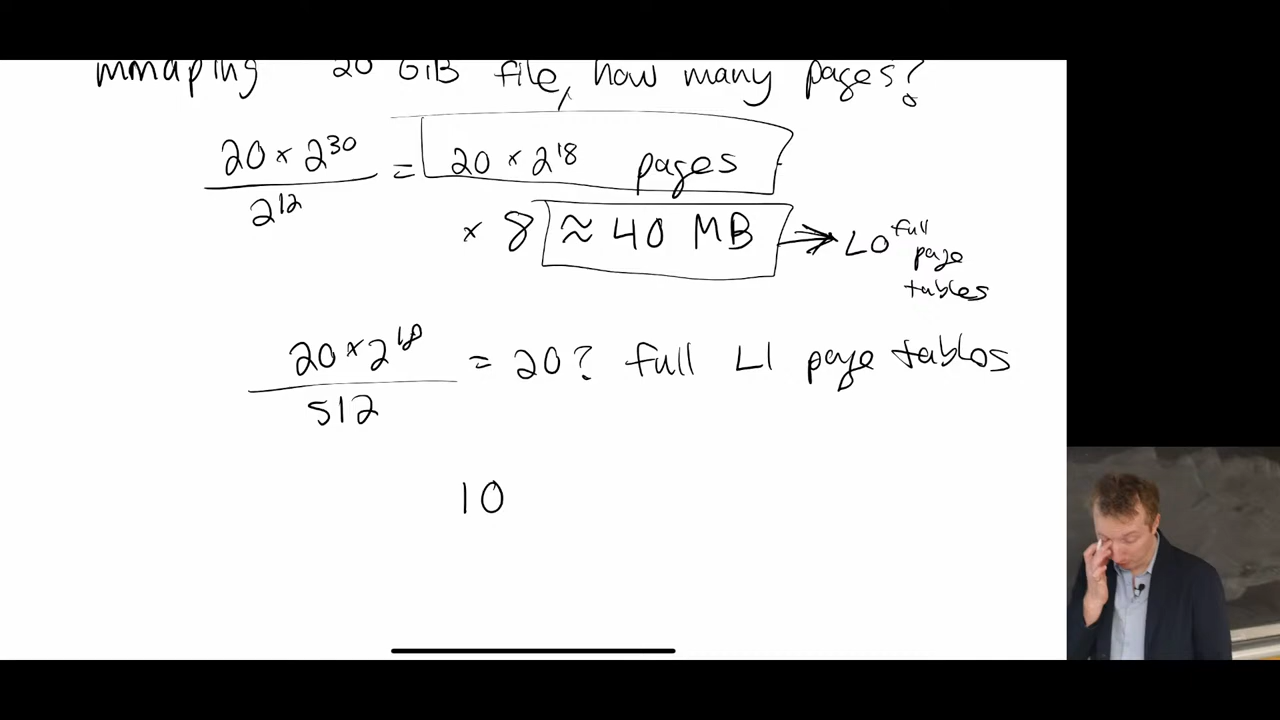 mmaping 20 GiB file, how many pages?
20 × 2^30 / 2^12 = 20 × 2^18 pages
× 8 ≈ 40 MB → L0 full page tables
20 × 2^18 / 512 = 20? full L1 page tables
10